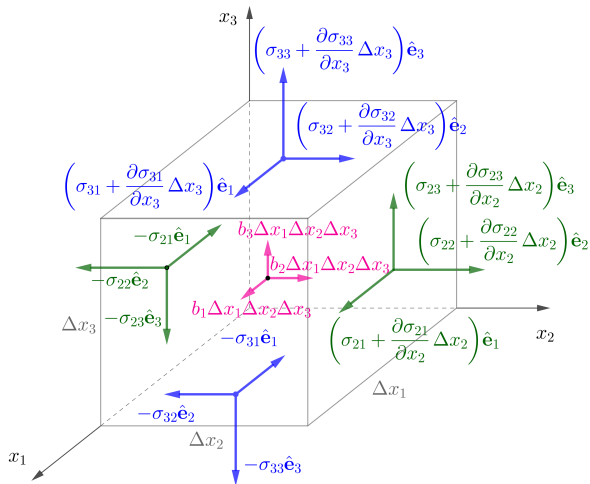 x₃
(σ₃₃ + ∂σ₃₃/∂x₃ Δx₃)ê₃
(σ₃₂ + ∂σ₃₂/∂x₃ Δx₃)ê₂
(σ₃₁ + ∂σ₃₁/∂x₃ Δx₃)ê₁
(σ₂₃ + ∂σ₂₃/∂x₂ Δx₂)ê₃
−σ₂₁ê₁
b₃Δx₁Δx₂Δx₃
(σ₂₂ + ∂σ₂₂/∂x₂ Δx₂)ê₂
b₂Δx₁Δx₂Δx₃
−σ₂₂ê₂
b₁Δx₁Δx₂Δx₃
−σ₂₃ê₃
Δx₃
x₂
−σ₃₁ê₁
(σ₂₁ + ∂σ₂₁/∂x₂ Δx₂)ê₁
Δx₁
−σ₃₂ê₂
Δx₂
x₁
−σ₃₃ê₃